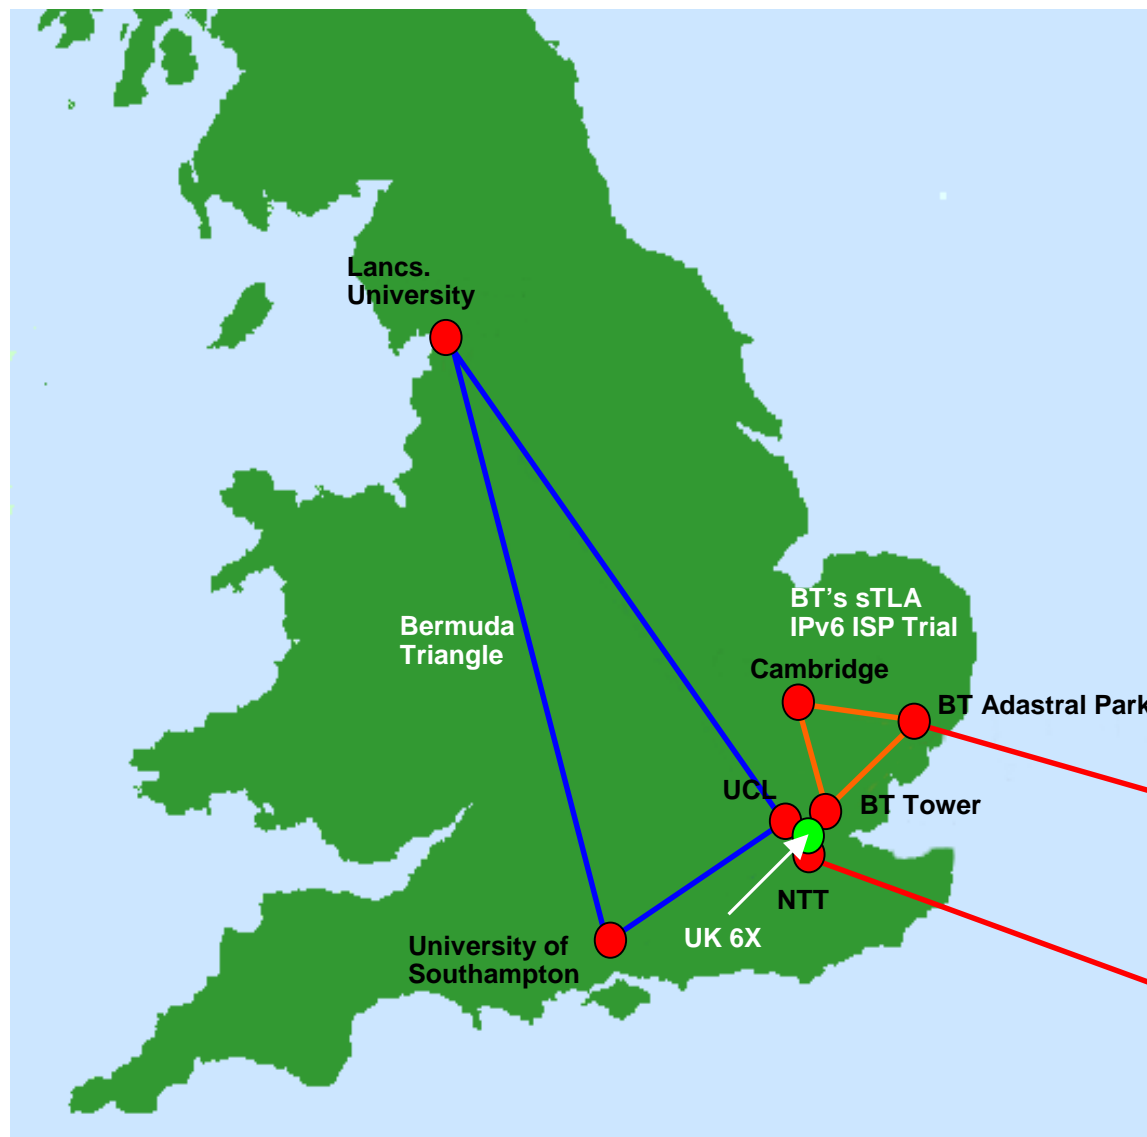 Lancs.
University
BT’s sTLA
IPv6 ISP Trial
Bermuda
Triangle
Cambridge
BT Adastral Park
UCL
BT Tower
NTT
UK 6X
University of
Southampton